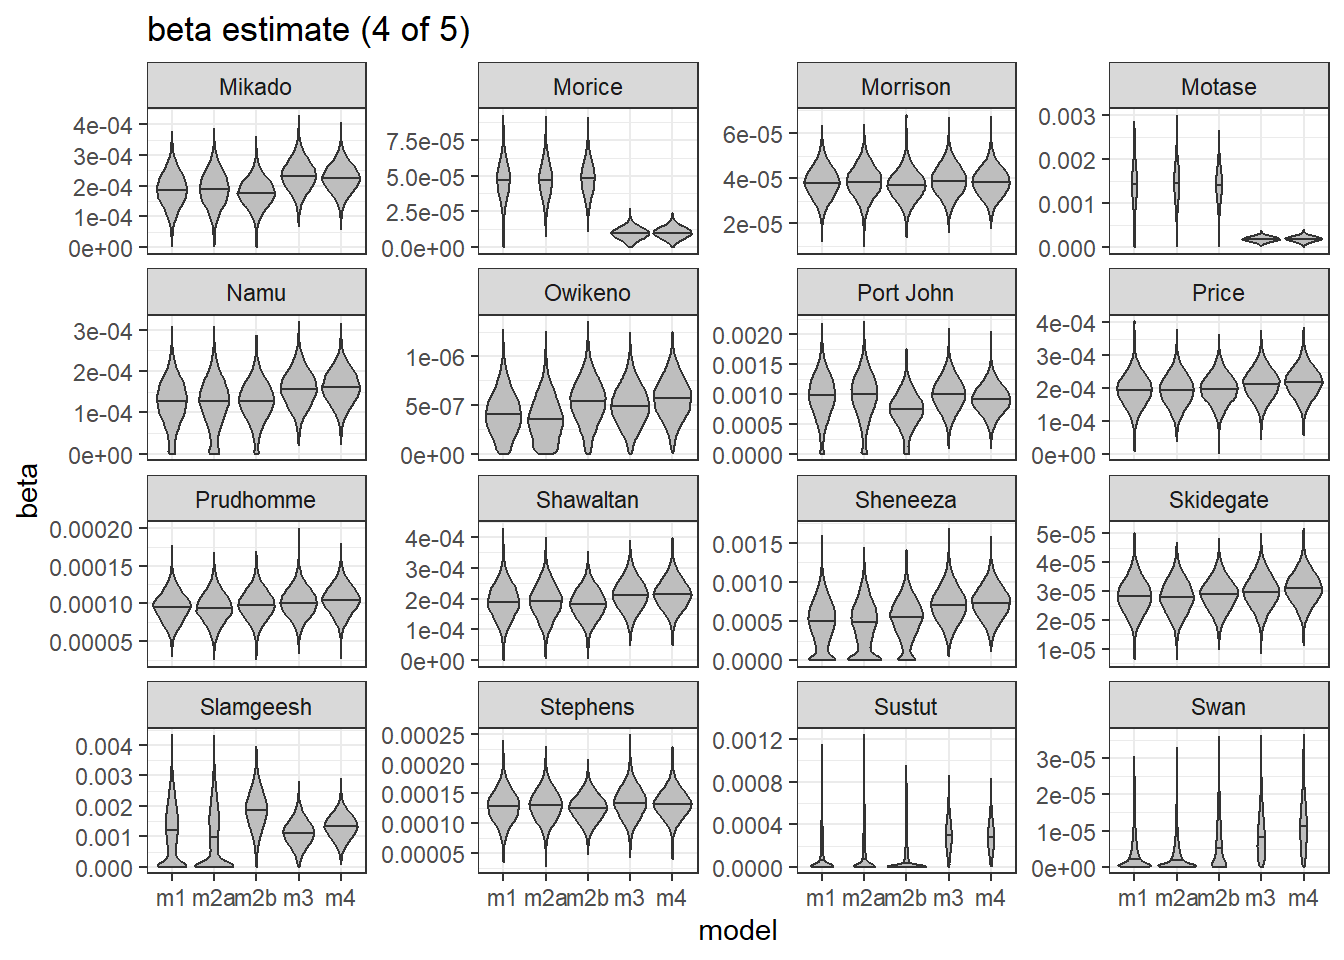 beta estimate (4 of 5)
Mikado Morice Morrison Motase
4e-04
3e-04
2e-04
1e-04
0e+00
7.5e-05
5.0e-05
2.5e-05
0.0e+00
6e-05
4e-05
2e-05
0.003
0.002
0.001
0.000
Namu Owikeno Port John Price
3e-04
2e-04
1e-04
0e+00
1e-06
5e-07
0e+00
0.0020
0.0015
0.0010
0.0005
0.0000
4e-04
3e-04
2e-04
1e-04
0e+00
beta
Prudhomme Shawaltan Sheneeza Skidegate
0.00020
0.00015
0.00010
0.00005
4e-04
3e-04
2e-04
1e-04
0e+00
0.0015
0.0010
0.0005
0.0000
5e-05
4e-05
3e-05
2e-05
1e-05
Slamgeesh Stephens Sustut Swan
0.004
0.003
0.002
0.001
0.000
0.00025
0.00020
0.00015
0.00010
0.00005
0.0012
0.0008
0.0004
0.0000
3e-05
2e-05
1e-05
0e+00
m1 m2a m2b m3 m4 m1 m2a m2b m3 m4 m1 m2a m2b m3 m4 m1 m2a m2b m3 m4
model